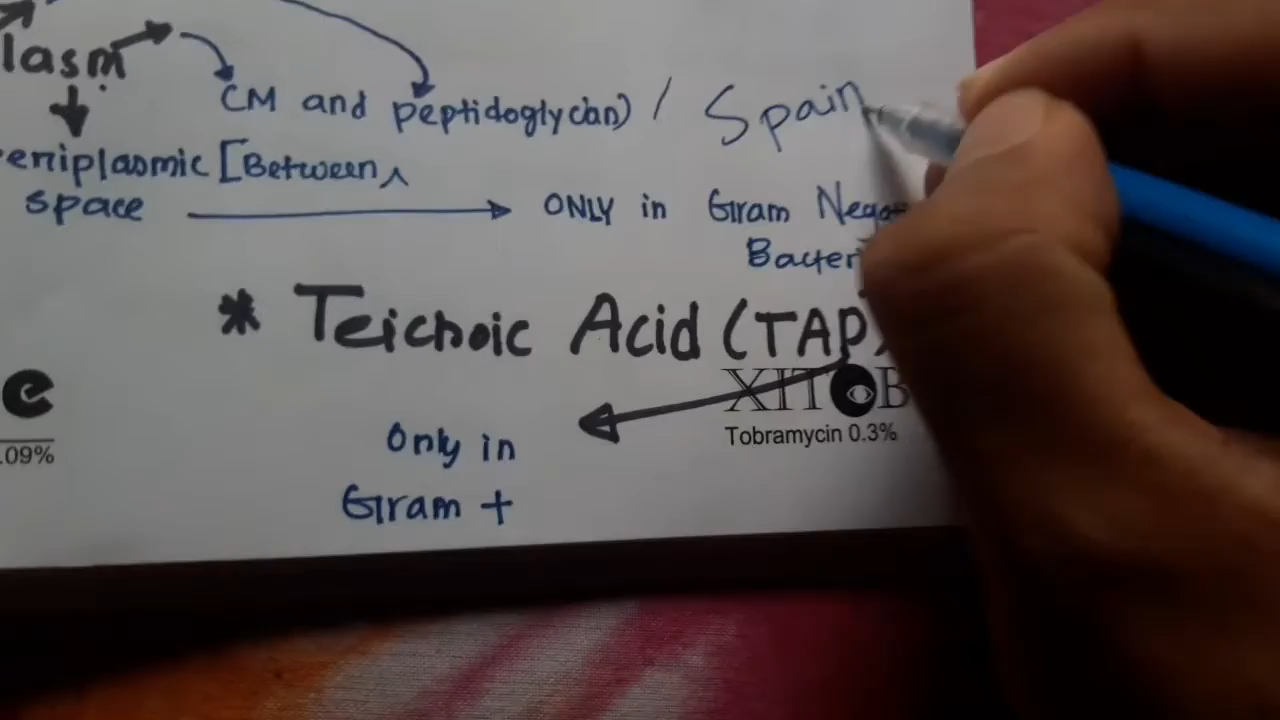 lasm
CM and peptidoglycan) / Spain
eriplasmic [Between
space ONLY in Gram
* Teichoic Acid (TAP)
XITOB
Tobramycin 0.3%
e
.09%
Only in
Gram +